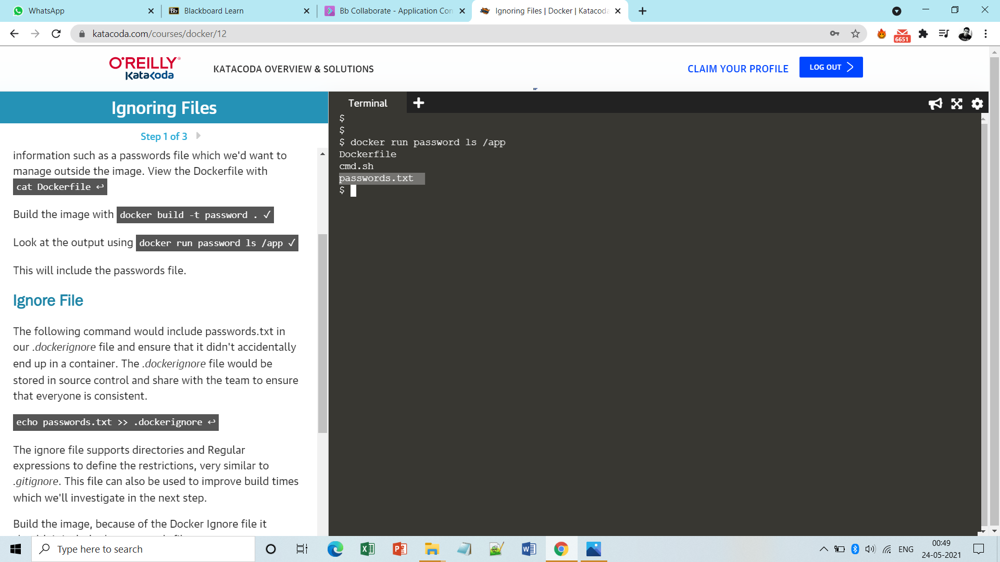 WhatsApp
Blackboard Learn
Bb Collaborate - Application Con
Ignoring Files | Docker | Katacoda
katacoda.com/courses/docker/12
6651
O'REILLY®
Katacoda
KATACODA OVERVIEW & SOLUTIONS
CLAIM YOUR PROFILE
LOG OUT
Ignoring Files
Step 1 of 3
information such as a passwords file which we'd want to
manage outside the image. View the Dockerfile with
cat Dockerfile ↩
Build the image with docker build -t password . ✓
Look at the output using docker run password ls /app ✓
This will include the passwords file.
Ignore File
The following command would include passwords.txt in
our .dockerignore file and ensure that it didn't accidentally
end up in a container. The .dockerignore file would be
stored in source control and share with the team to ensure
that everyone is consistent.
echo passwords.txt >> .dockerignore ↩
The ignore file supports directories and Regular
expressions to define the restrictions, very similar to
.gitignore. This file can also be used to improve build times
which we'll investigate in the next step.
Build the image, because of the Docker Ignore file it
Terminal
$
$
$ docker run password ls /app
Dockerfile
cmd.sh
passwords.txt
$
Type here to search
ENG
00:49
24-05-2021